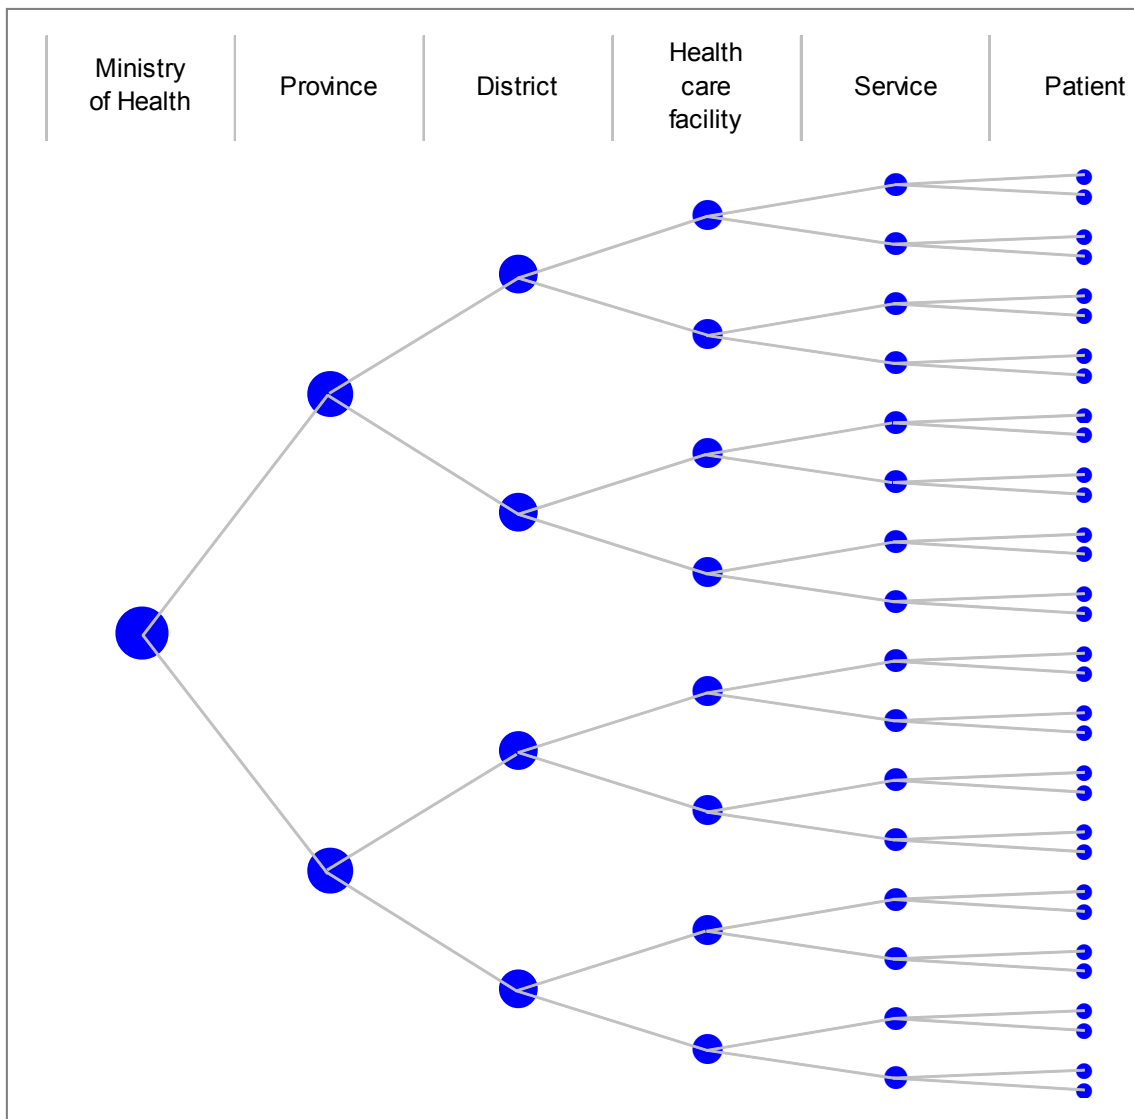 Ministry
of Health
Province
District
Health
care
facility
Service
Patient